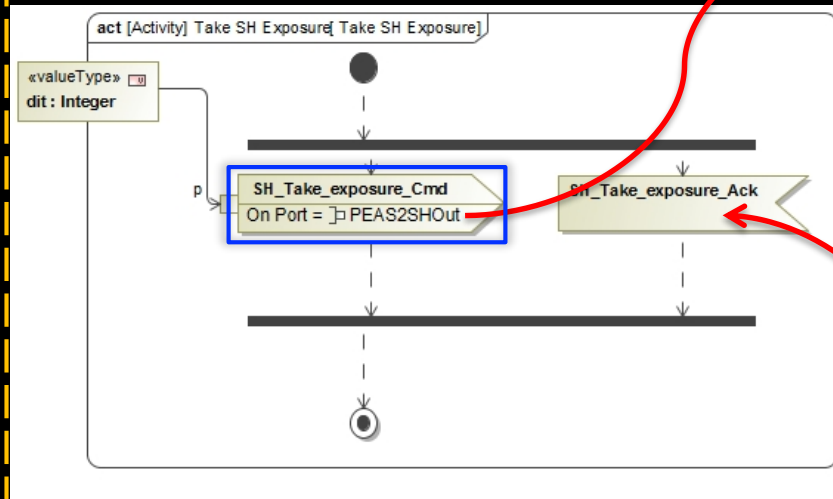 act [Activity] Take SH Exposure[ Take SH Exposure]
«valueType»
dit : Integer
p
SH_Take_exposure_Cmd
On Port = PEAS2SHOut
SH_Take_exposure_Ack